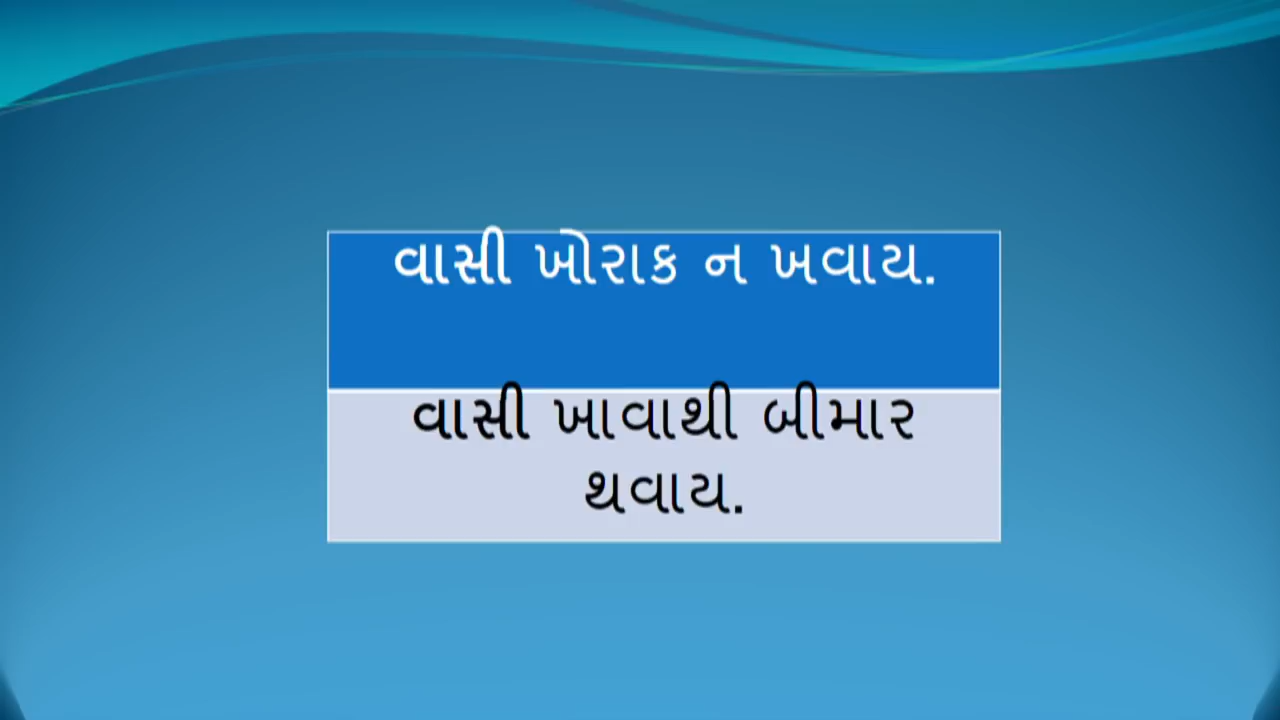 વાસી ખોરાક ન ખવાય.
વાસી ખાવાથી બીમાર
થવાય.